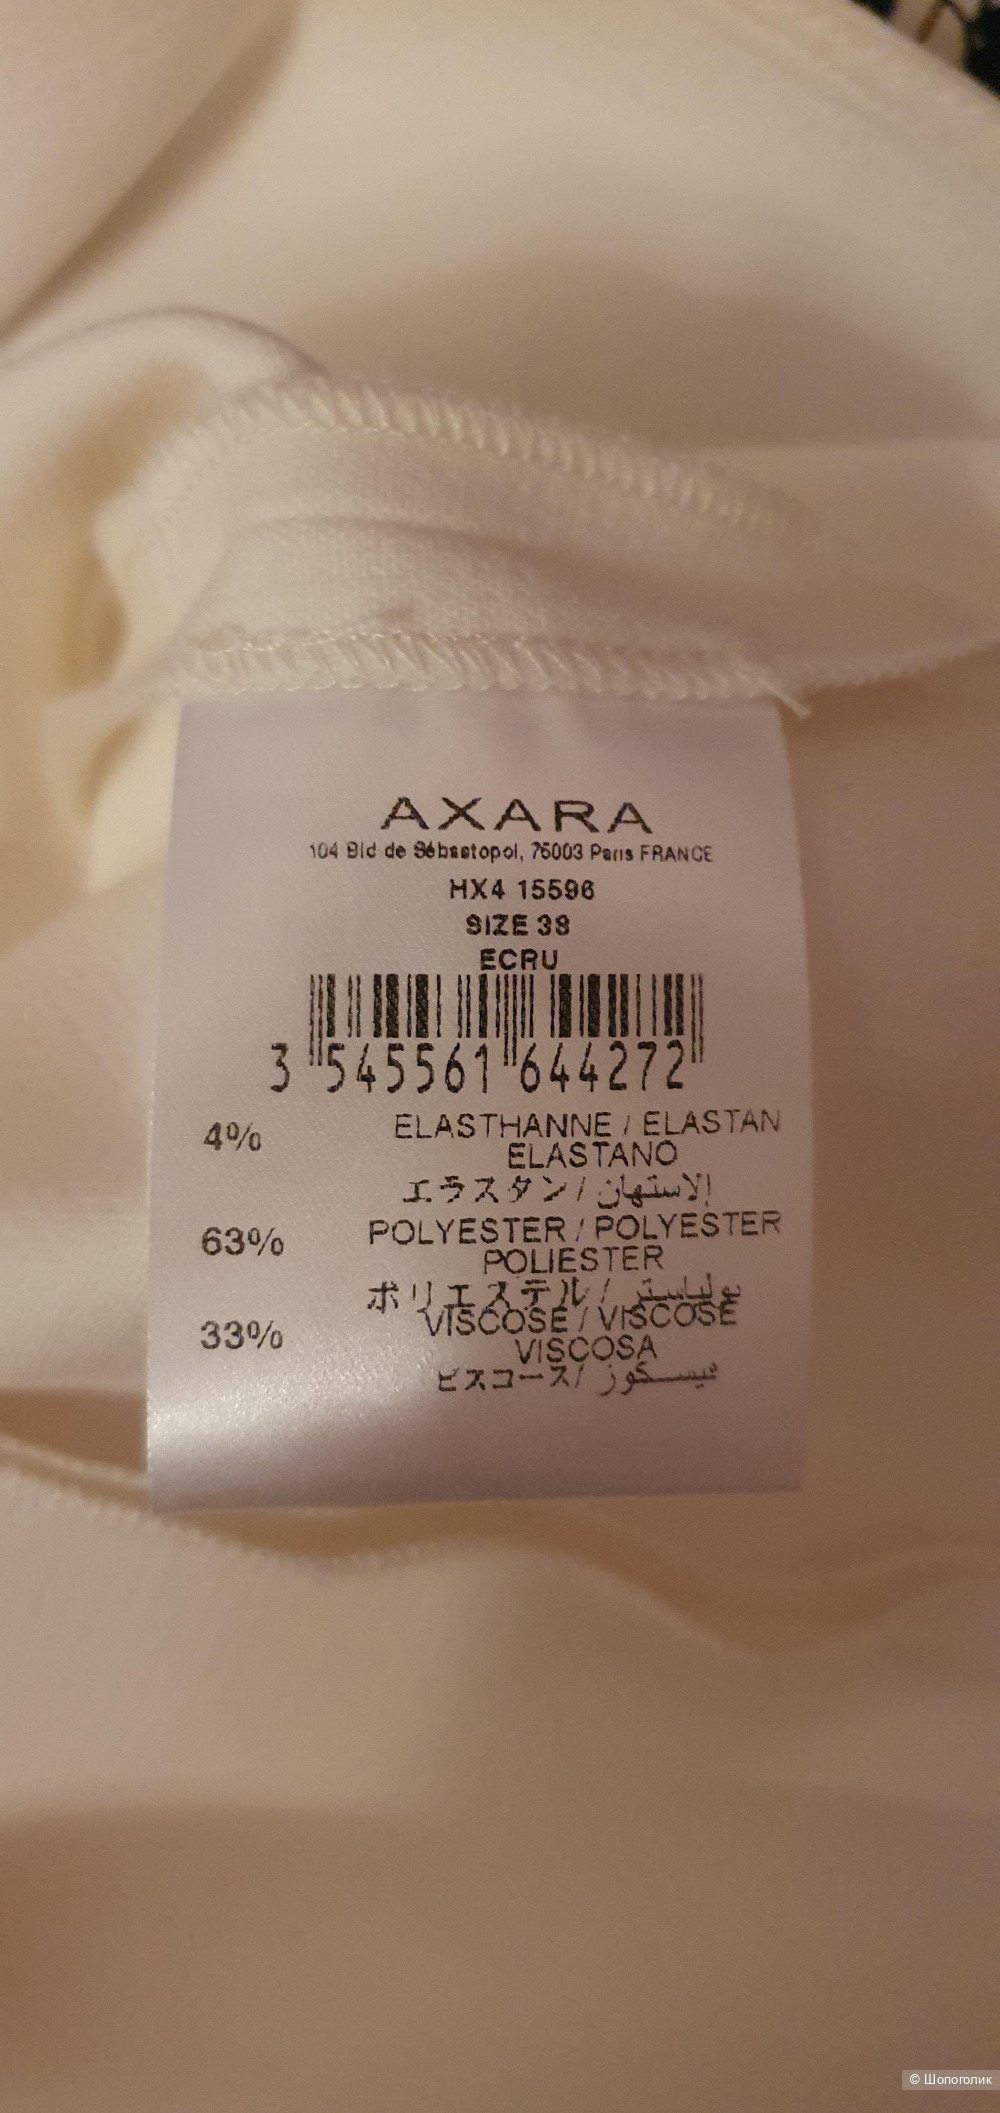 AXARA
104 Bld de Sébastopol, 75003 Paris FRANCE
HX4 15596
SIZE 38
ECRU
3 545561 644272
4% ELASTHANNE / ELASTAN
ELASTANO
エラスタン / الاستهان
63% POLYESTER / POLYESTER
POLIESTER
ポリエステル / بولياستر
33% VISCOSE / VISCOSE
VISCOSA
ビスコース / فيسكوز
© Шопоголик